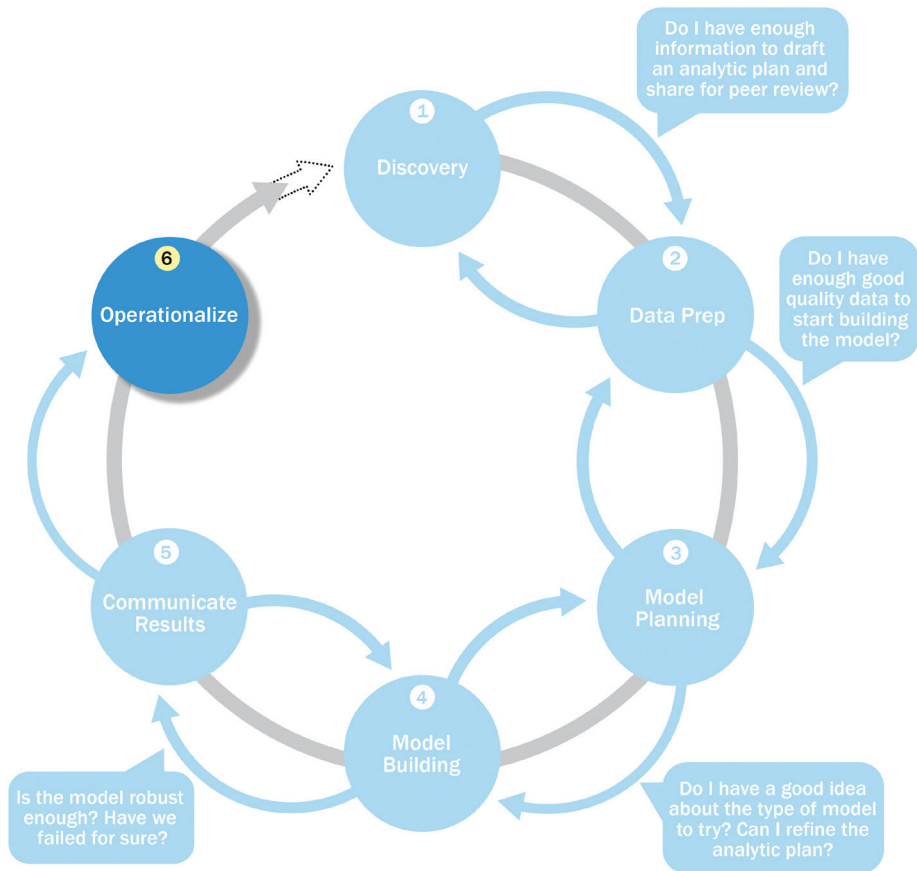 Do I have enough
information to draft
an analytic plan and
share for peer review?
1
Discovery
2
Data Prep
Do I have
enough good
quality data to
start building
the model?
3
Model
Planning
Do I have a good idea
about the type of model
to try? Can I refine the
analytic plan?
4
Model
Building
Is the model robust
enough? Have we
failed for sure?
5
Communicate
Results
6
Operationalize